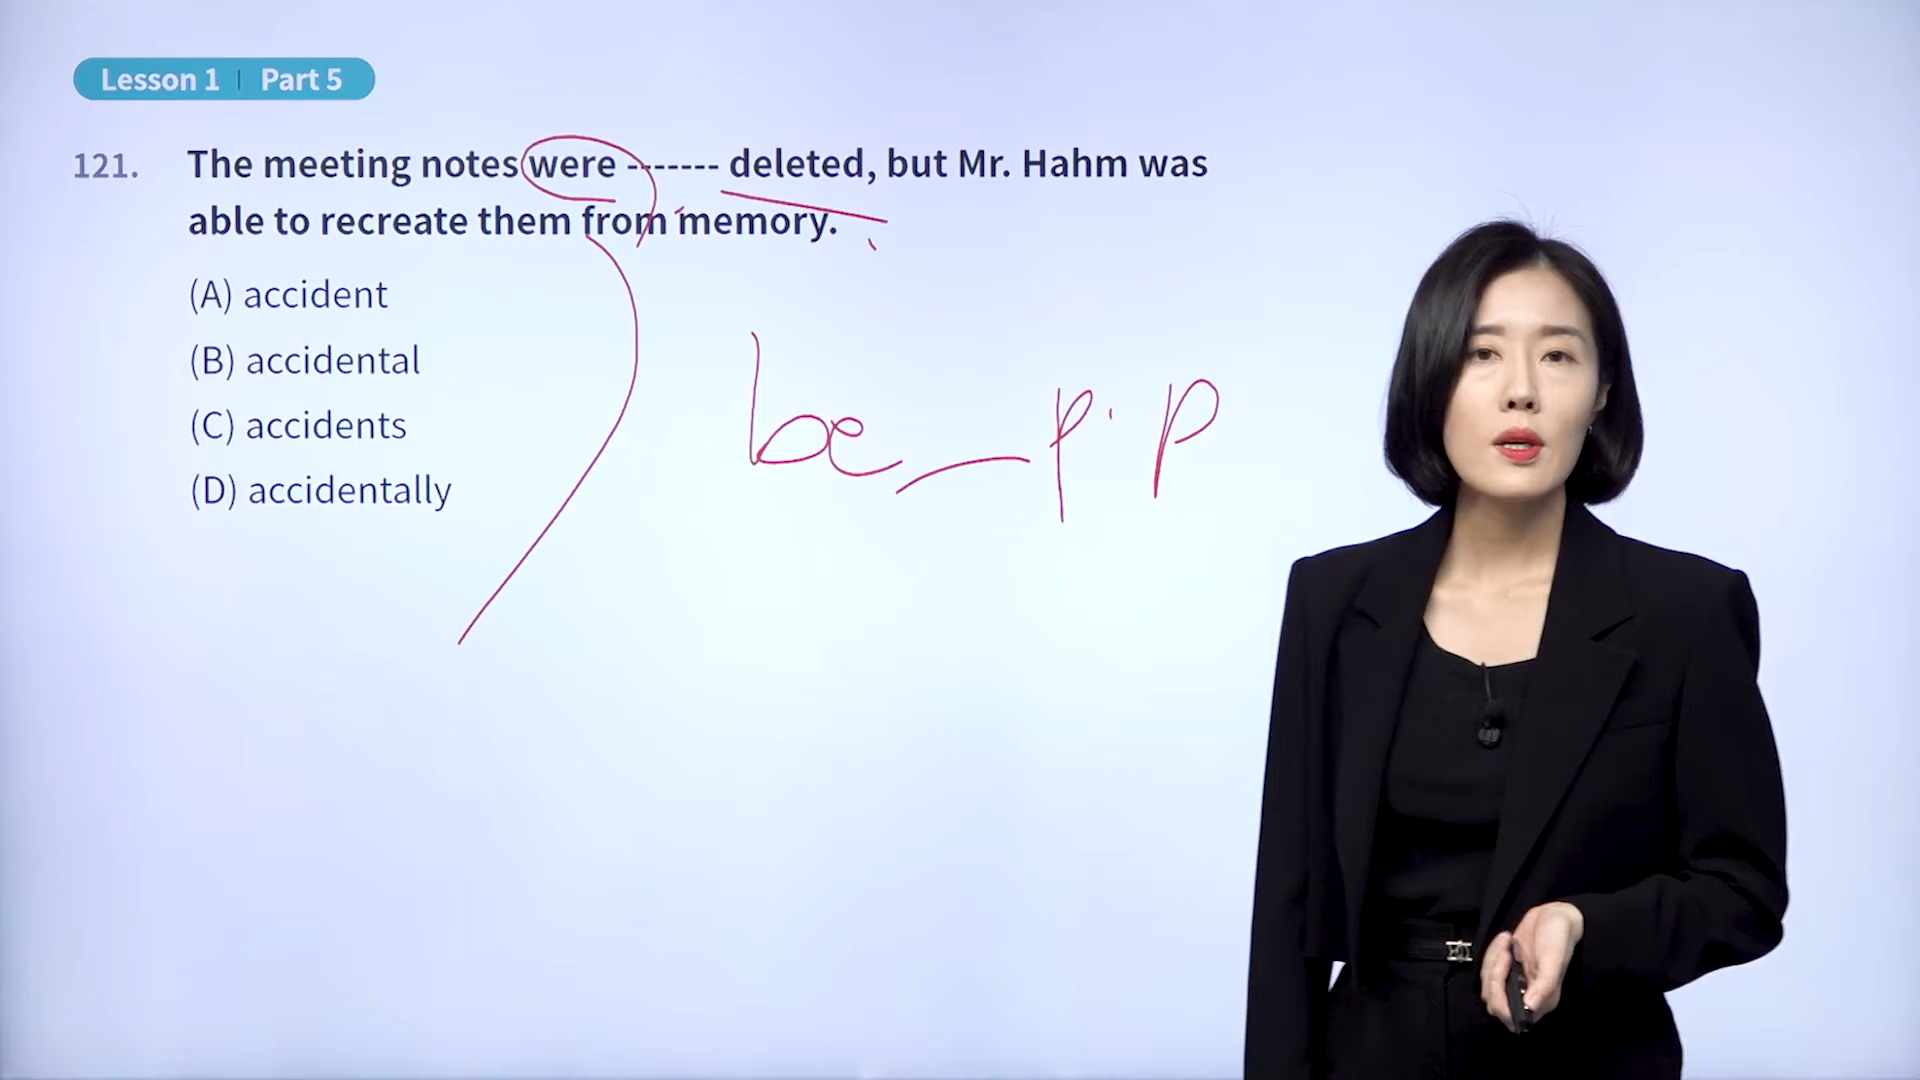 Lesson 1 | Part 5
121. The meeting notes were ------- deleted, but Mr. Hahm was
able to recreate them from memory.
(A) accident
(B) accidental
(C) accidents
(D) accidentally
be __ p.p